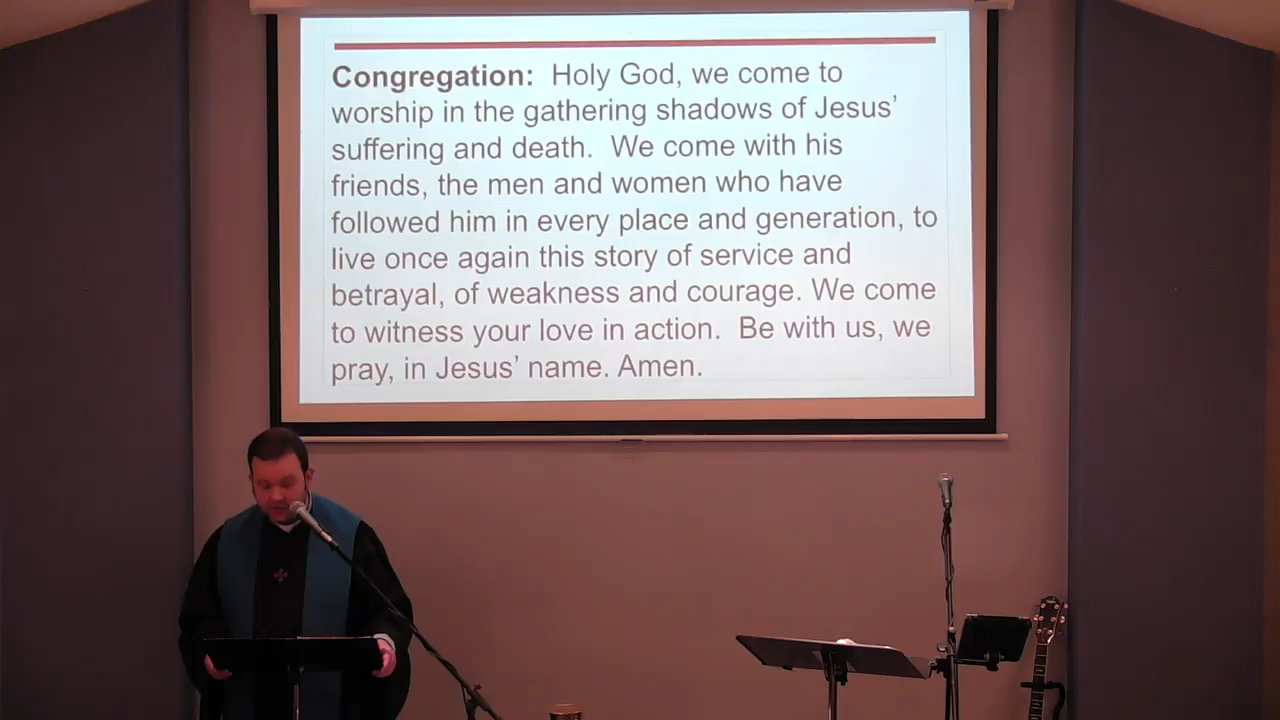 Congregation: Holy God, we come to
worship in the gathering shadows of Jesus’
suffering and death. We come with his
friends, the men and women who have
followed him in every place and generation, to
live once again this story of service and
betrayal, of weakness and courage. We come
to witness your love in action. Be with us, we
pray, in Jesus’ name. Amen.